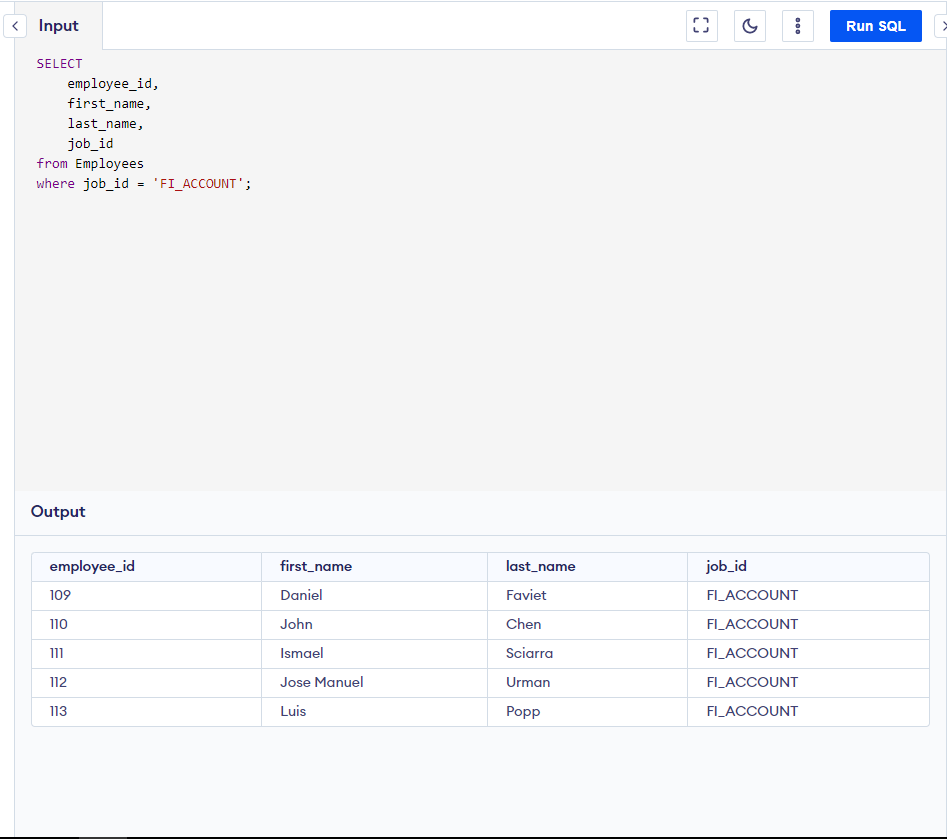 Input
Run SQL
SELECT
    employee_id,
    first_name,
    last_name,
    job_id
from Employees
where job_id = 'FI_ACCOUNT';
Output
employee_id first_name last_name job_id
109 Daniel Faviet FI_ACCOUNT
110 John Chen FI_ACCOUNT
111 Ismael Sciarra FI_ACCOUNT
112 Jose Manuel Urman FI_ACCOUNT
113 Luis Popp FI_ACCOUNT